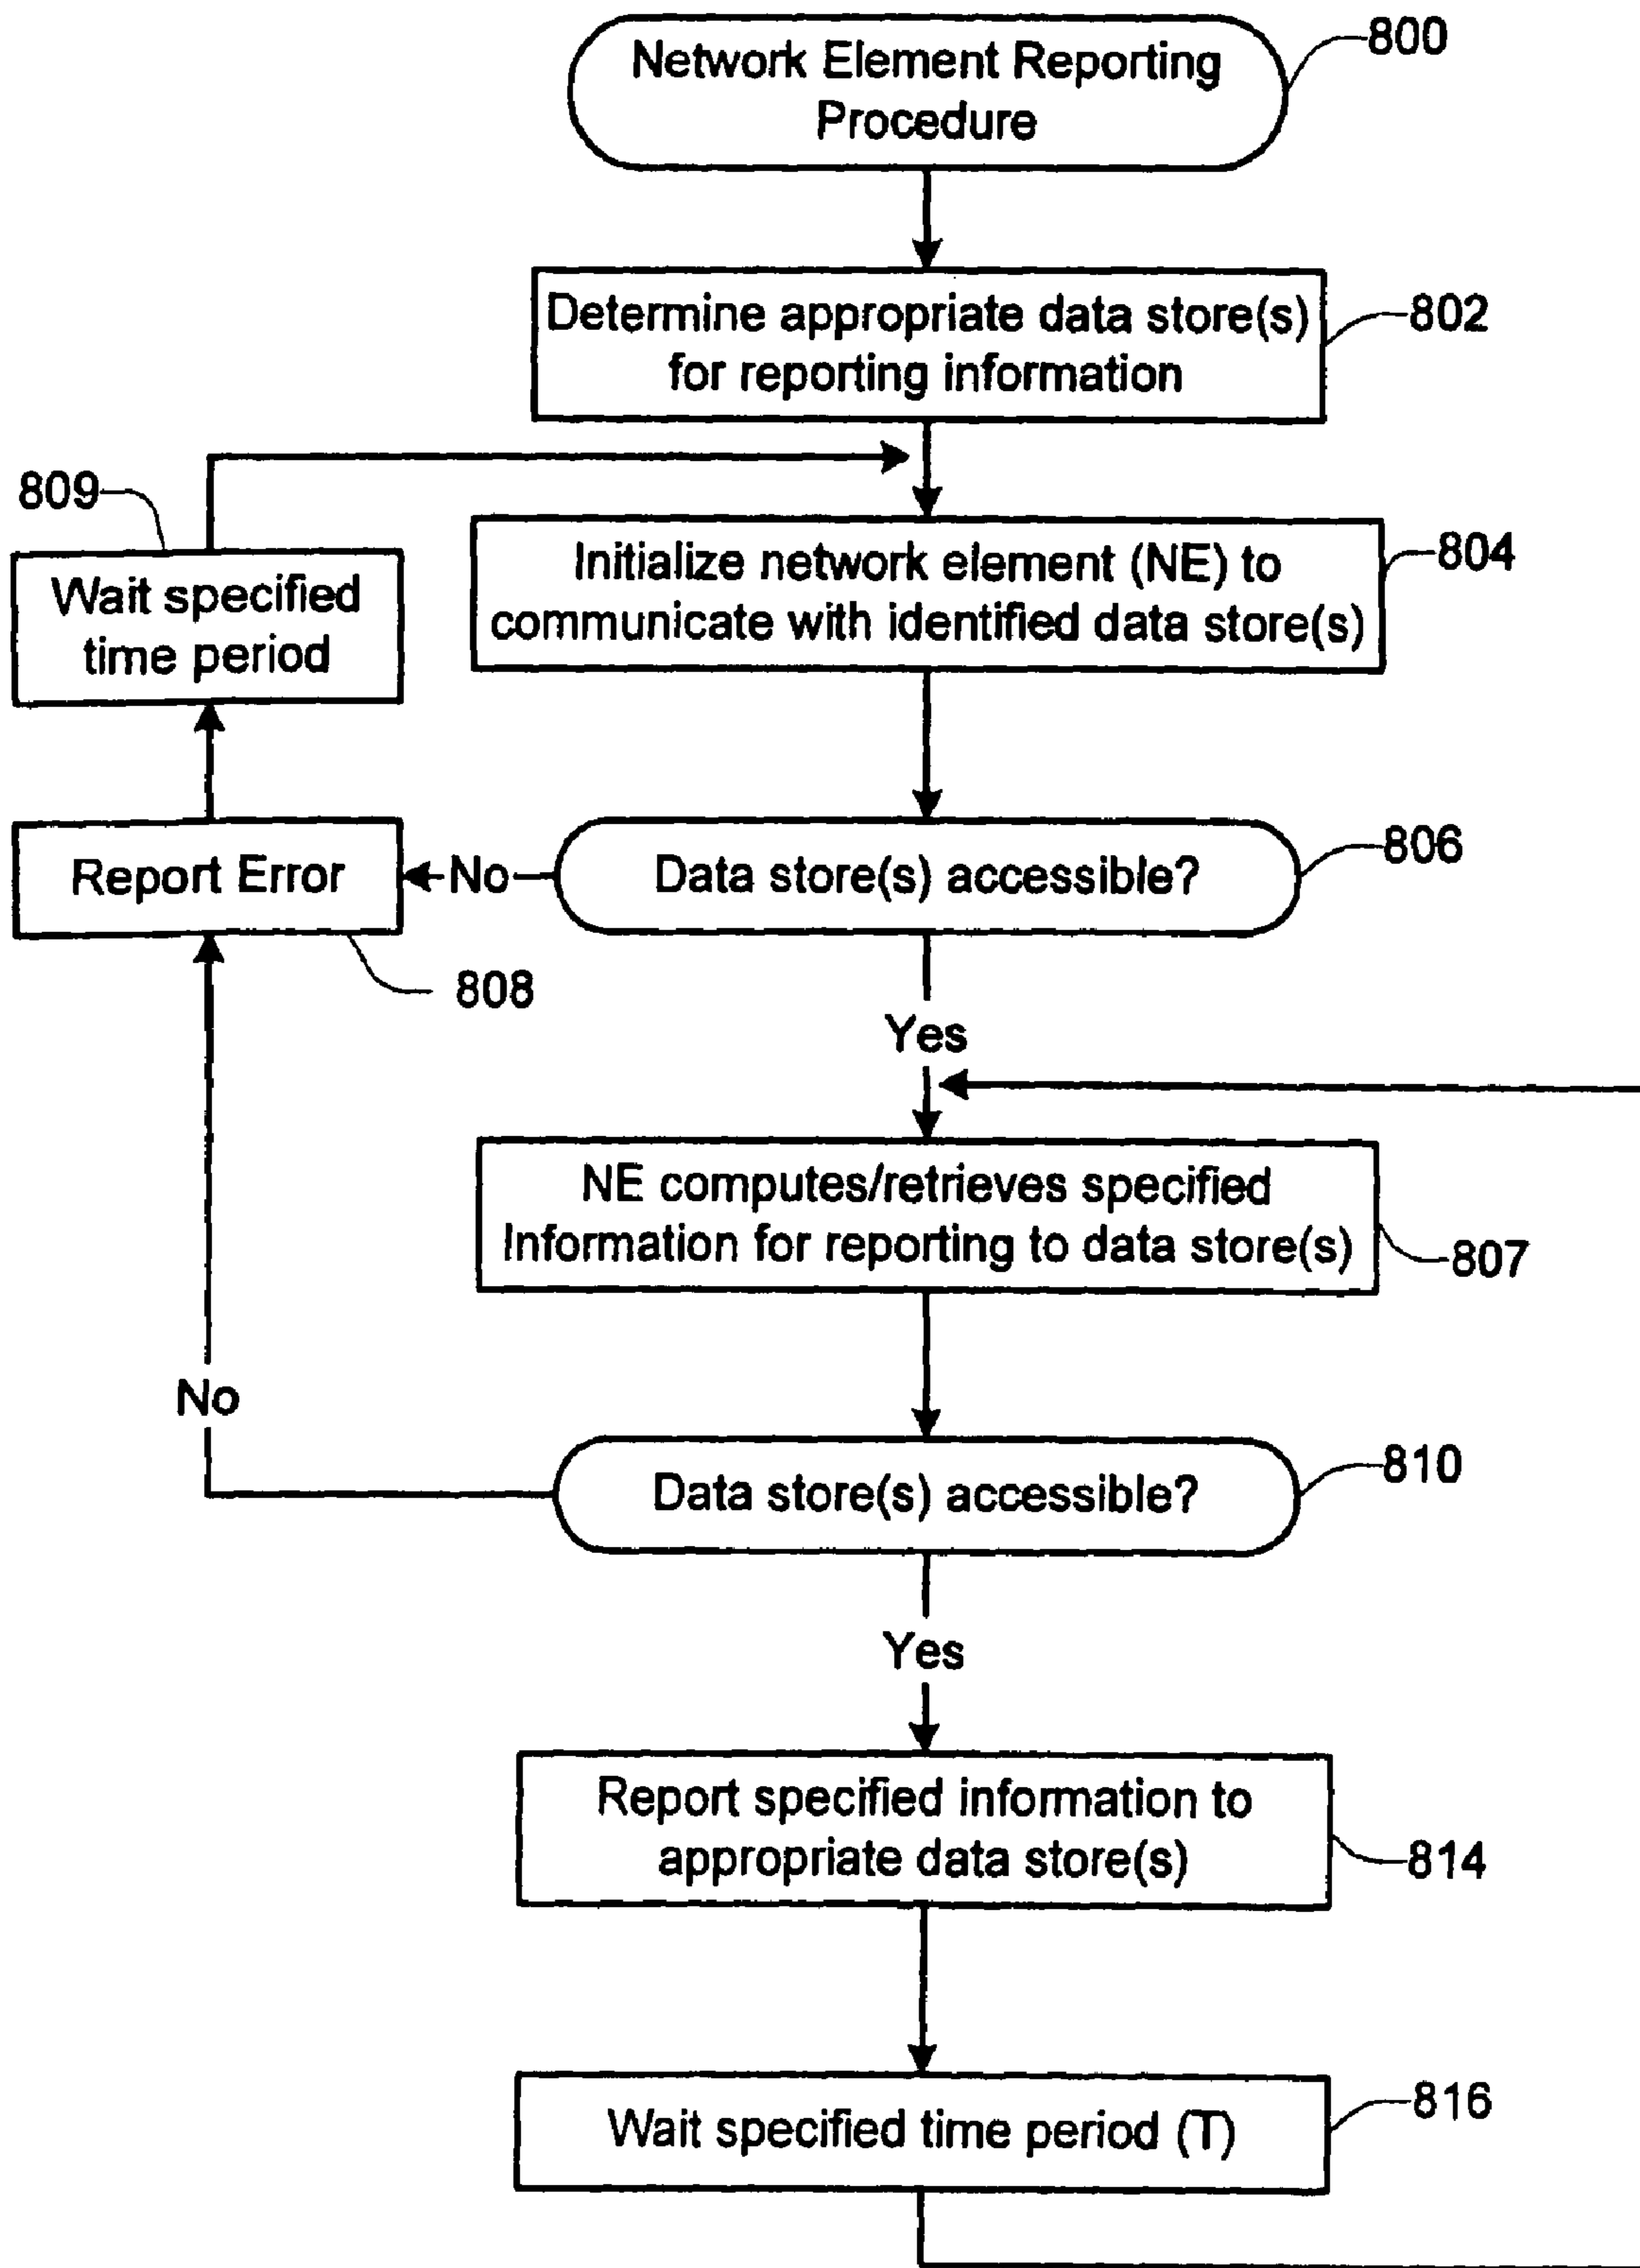 Network Element Reporting
Procedure
800
Determine appropriate data store(s)
for reporting information
802
809
Wait specified
time period
Initialize network element (NE) to
communicate with identified data store(s)
804
Report Error
808
No
Data store(s) accessible?
806
Yes
NE computes/retrieves specified
Information for reporting to data store(s)
807
No
Data store(s) accessible?
810
Yes
Report specified information to
appropriate data store(s)
814
Wait specified time period (T)
816